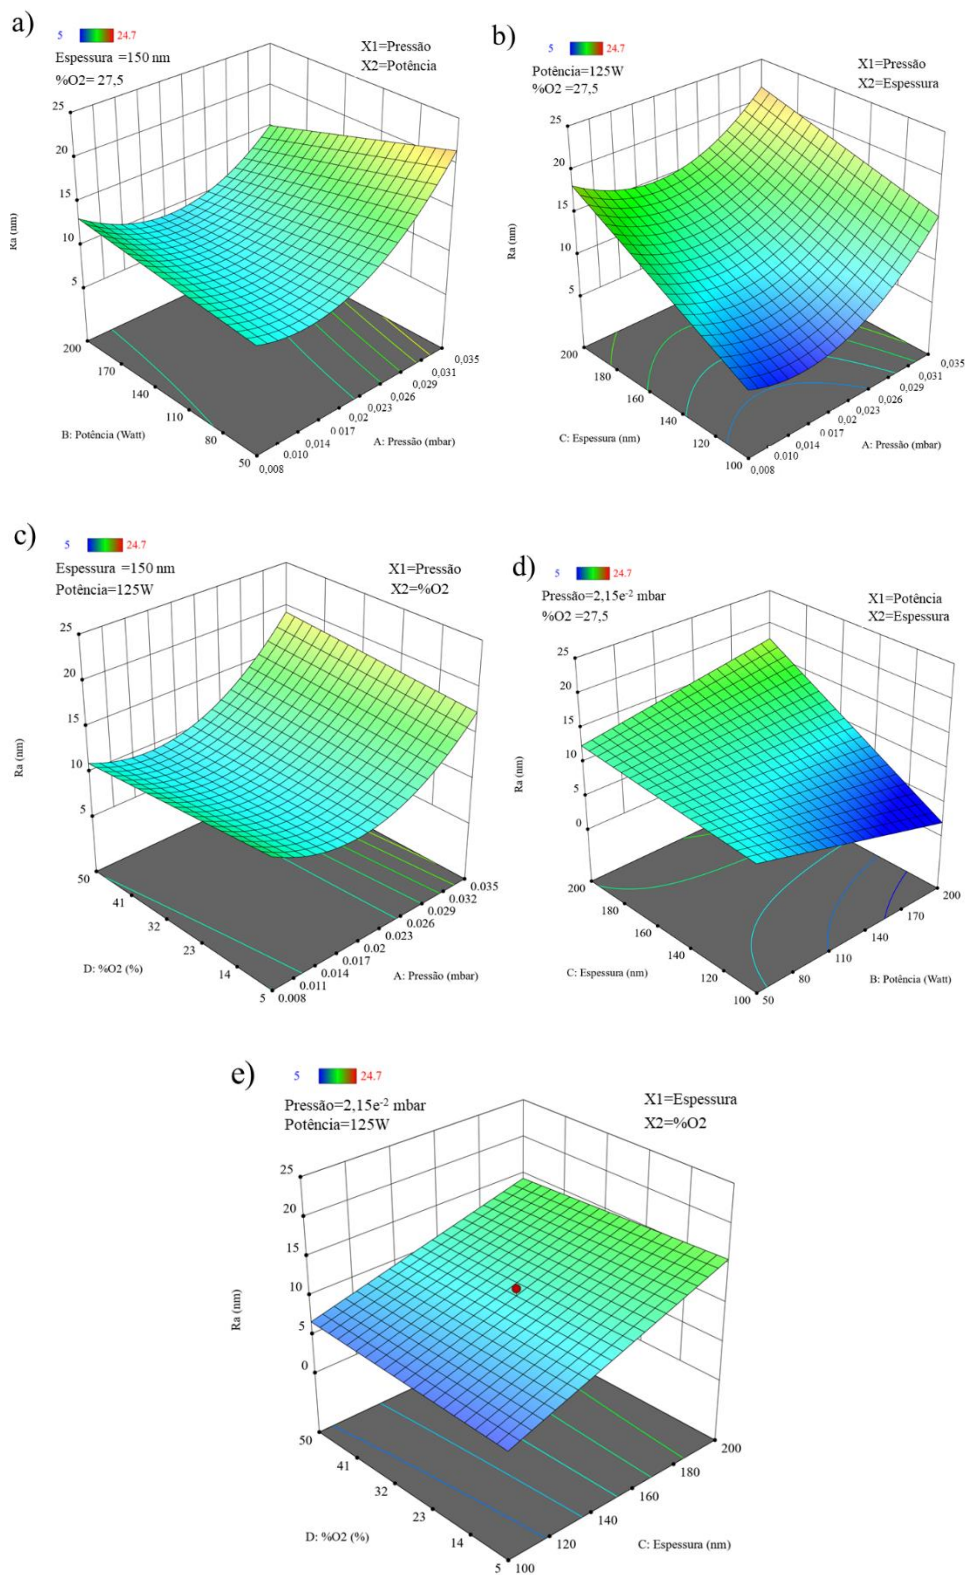 a)
5 24.7
Espessura =150 nm
%O2= 27,5
X1=Pressão
X2=Potência
25
20
15
10
5
Ra (nm)
200
170
140
110
80
50
B: Potência (Watt)
0,008
0,010
0,014
0,017
0,02
0,023
0,026
0,029
0,031
0,035
A: Pressão (mbar)
b)
5 24.7
Potência=125W
%O2 =27,5
X1=Pressão
X2=Espessura
25
20
15
10
5
Ra (nm)
200
180
160
140
120
100
C: Espessura (nm)
0,008
0,010
0,014
0 017
0,02
0,023
0,026
0,029
0,031
0,035
A: Pressão (mbar)
c)
5 24.7
Espessura =150 nm
Potência=125W
X1=Pressão
X2=%O2
25
20
15
10
5
Ra (nm)
50
41
32
23
14
5
D: %O2 (%)
0.008
0.011
0.014
0.017
0.02
0.023
0.026
0.029
0.032
0.035
A: Pressão (mbar)
d)
5 24.7
Pressão=2,15e-2 mbar
%O2 =27,5
X1=Potência
X2=Espessura
25
20
15
10
5
0
Ra (nm)
200
180
160
140
120
100
C: Espessura (nm)
50
80
110
140
170
200
B: Potência (Watt)
e)
5 24.7
Pressão=2,15e-2 mbar
Potência=125W
X1=Espessura
X2=%O2
25
20
15
10
5
0
Ra (nm)
50
41
32
23
14
5
D: %O2 (%)
100
120
140
160
180
200
C: Espessura (nm)